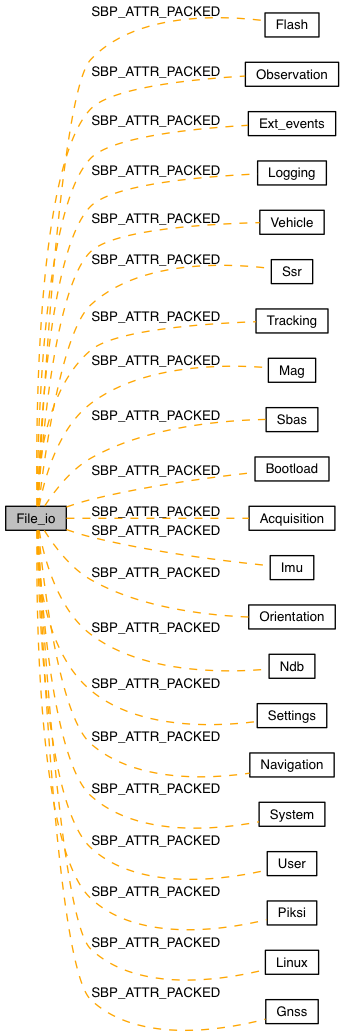 SBP_ATTR_PACKED
Flash
SBP_ATTR_PACKED
Observation
SBP_ATTR_PACKED
Ext_events
SBP_ATTR_PACKED
Logging
SBP_ATTR_PACKED
Vehicle
SBP_ATTR_PACKED
Ssr
SBP_ATTR_PACKED
Tracking
SBP_ATTR_PACKED
Mag
SBP_ATTR_PACKED
Sbas
SBP_ATTR_PACKED
Bootload
File_io
SBP_ATTR_PACKED
Acquisition
SBP_ATTR_PACKED
Imu
SBP_ATTR_PACKED
Orientation
SBP_ATTR_PACKED
Ndb
SBP_ATTR_PACKED
Settings
SBP_ATTR_PACKED
Navigation
SBP_ATTR_PACKED
System
SBP_ATTR_PACKED
User
SBP_ATTR_PACKED
Piksi
SBP_ATTR_PACKED
Linux
SBP_ATTR_PACKED
Gnss